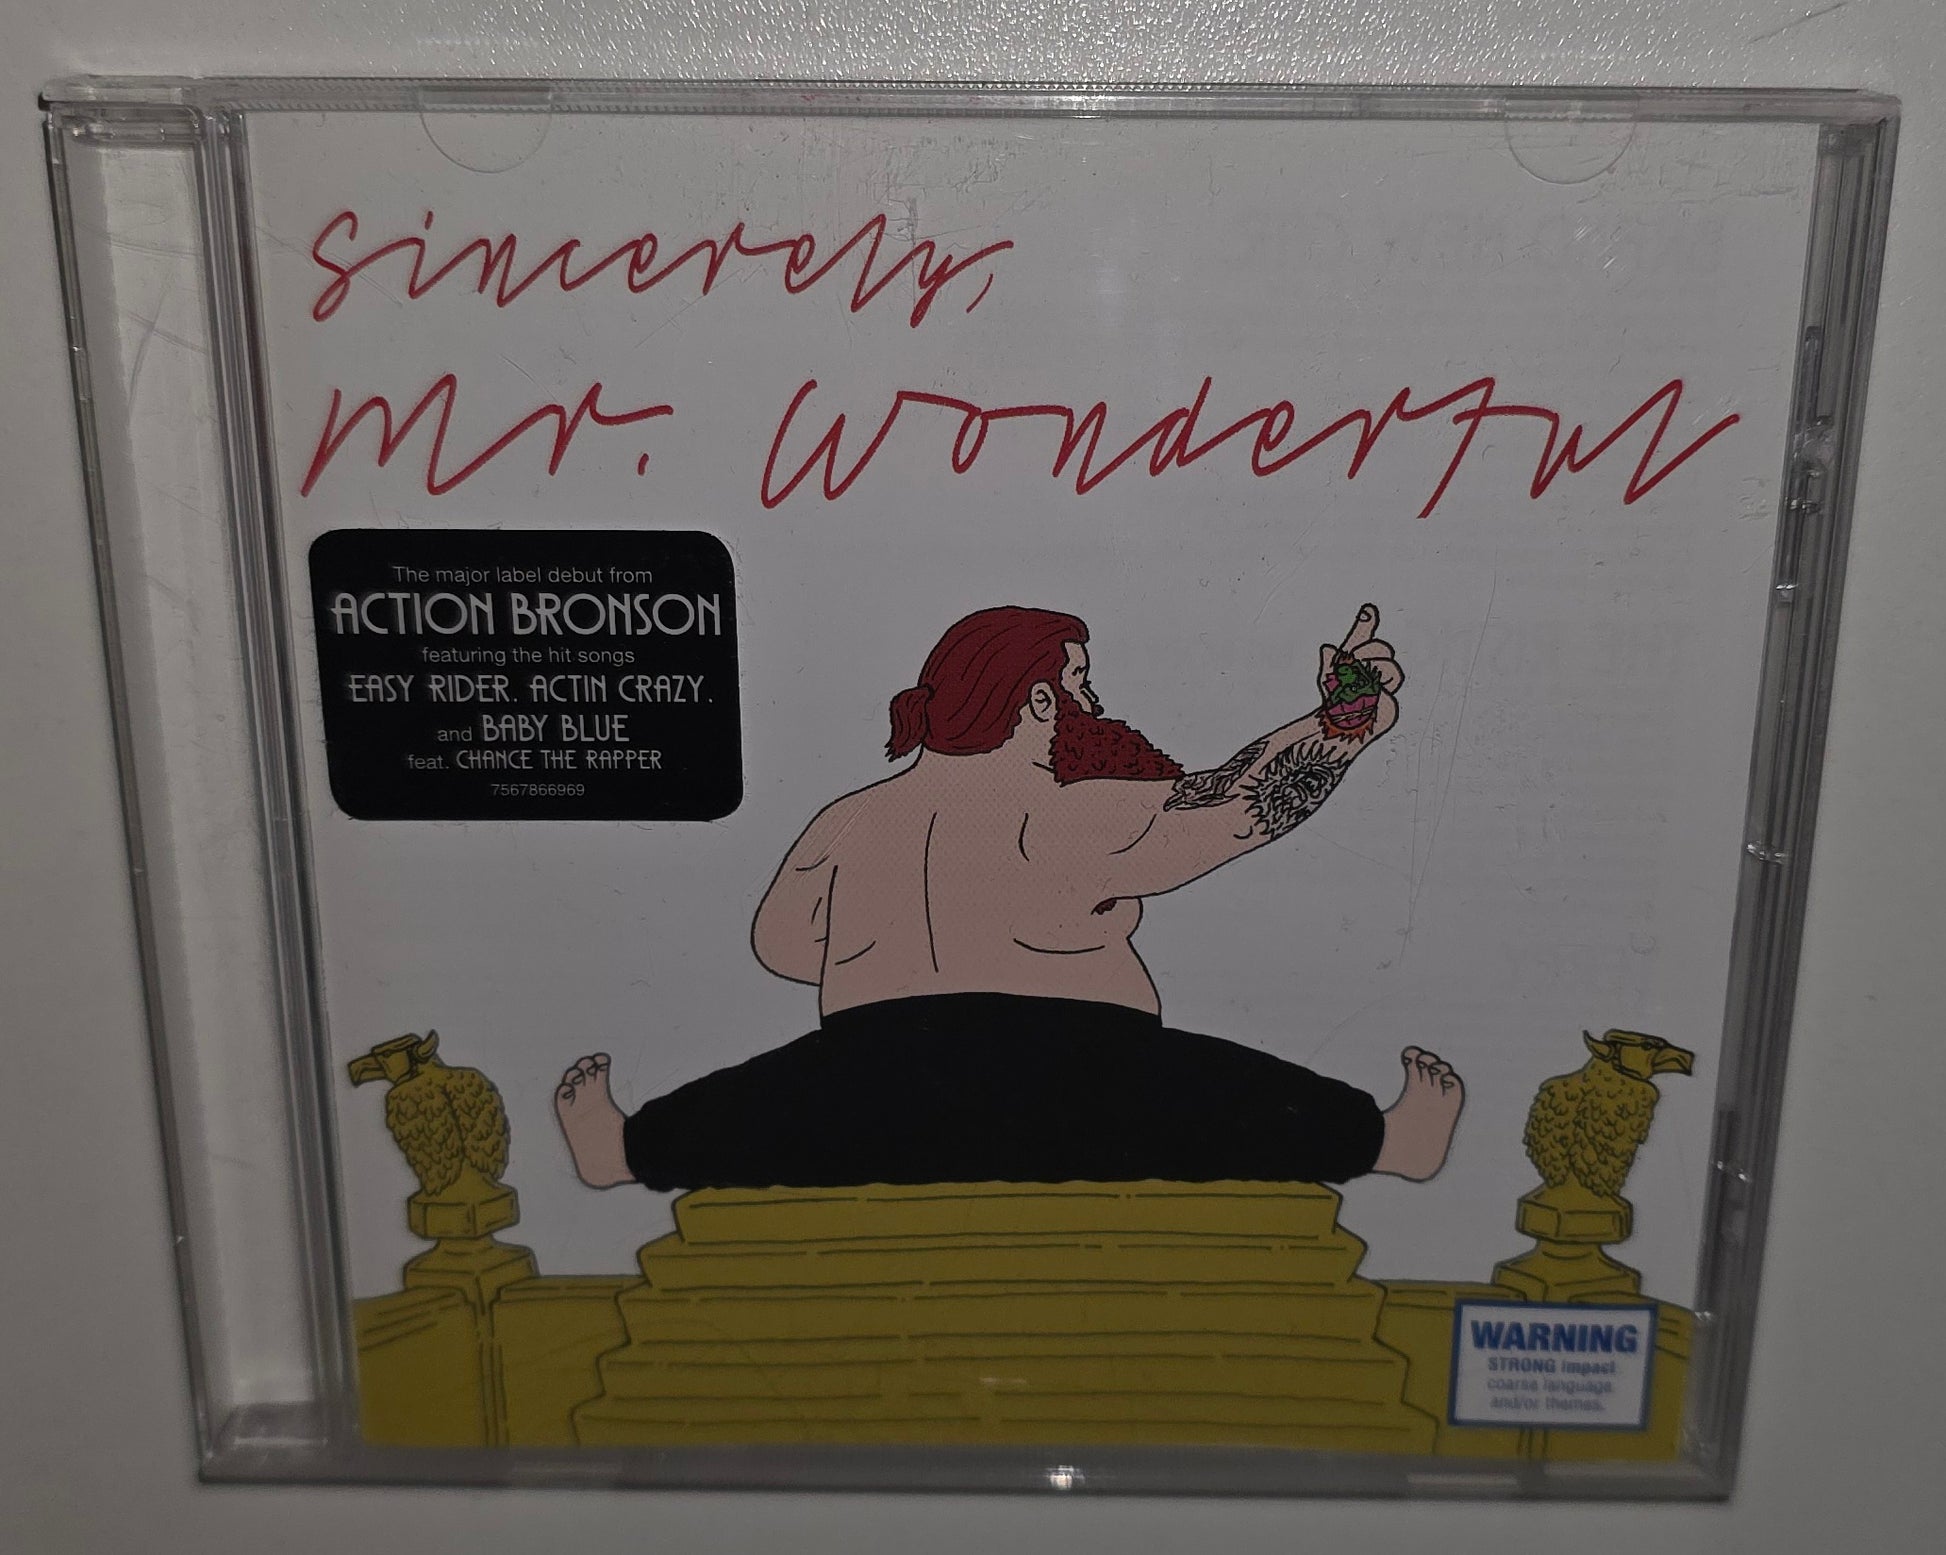 Sincerely,
Mr. Wonderful
The major label debut from
ACTION BRONSON
featuring the hit songs
EASY RIDER. ACTIN CRAZY.
and BABY BLUE
feat. CHANCE THE RAPPER
7567866969
WARNING
STRONG impact
coarse language
and/or themes.